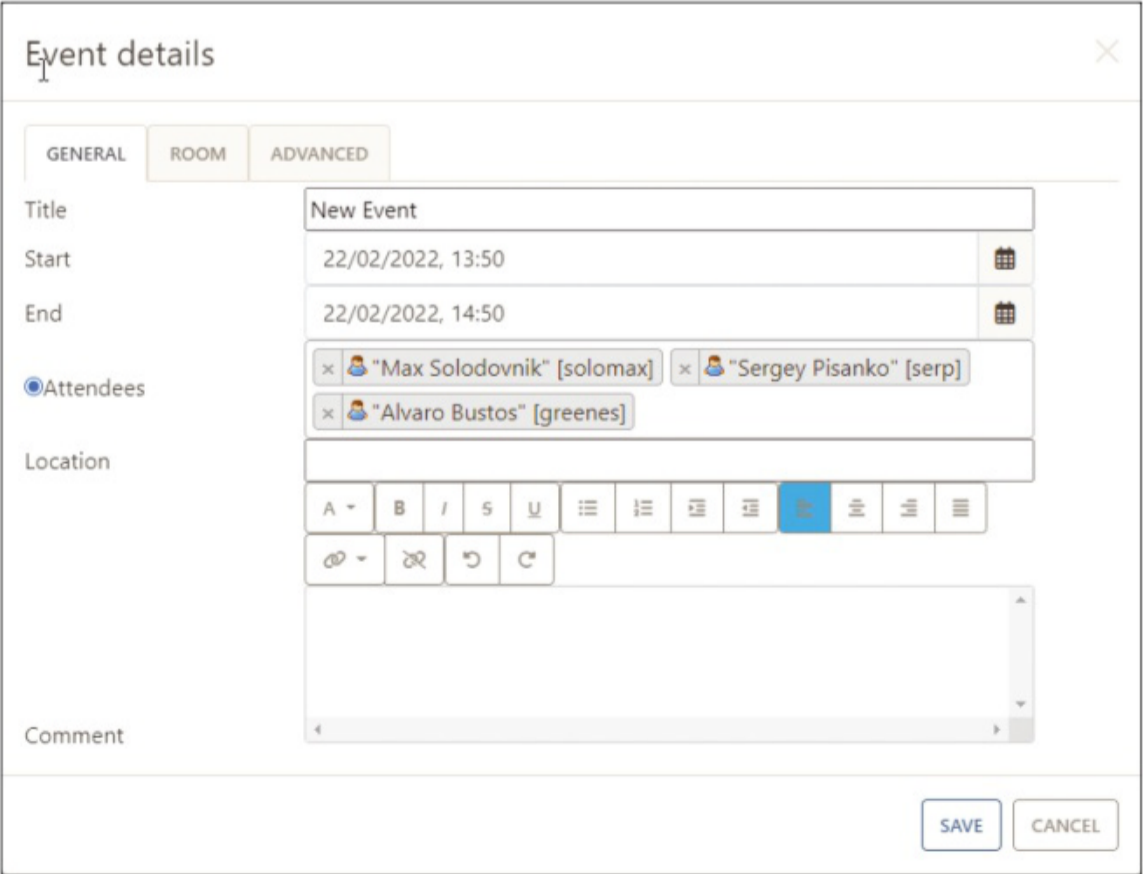 Event details
GENERAL ROOM ADVANCED
Title New Event
Start 22/02/2022, 13:50
End 22/02/2022, 14:50
Attendees × "Max Solodovnik" [solomax] × "Sergey Pisanko" [serp]
× "Alvaro Bustos" [greenes]
Location
A B I S U
Comment
SAVE CANCEL